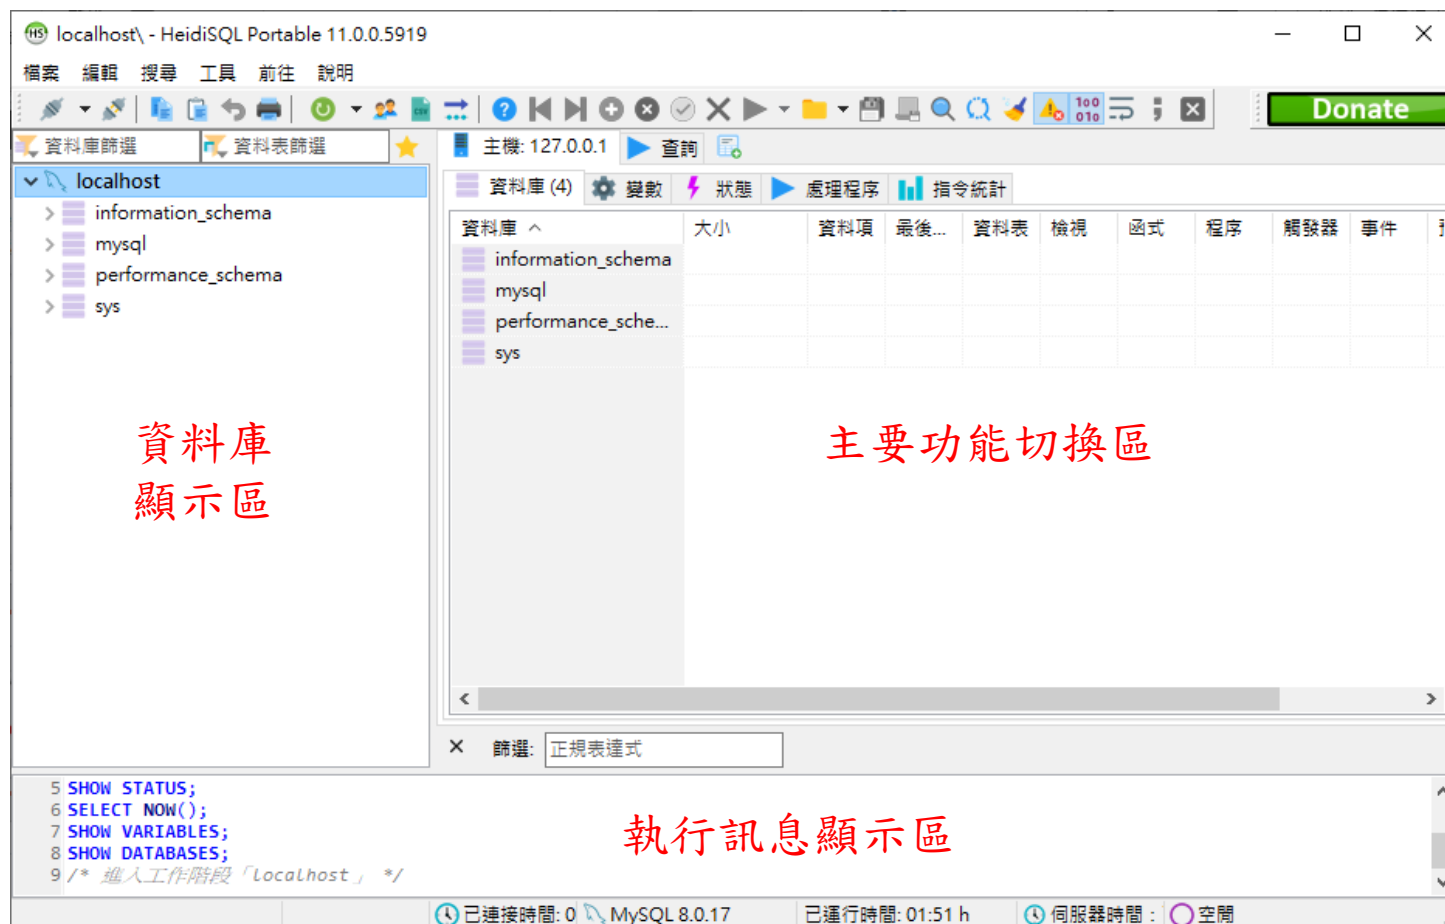 localhost\ - HeidiSQL Portable 11.0.0.5919
檔案 編輯 搜尋 工具 前往 說明
Donate
資料庫篩選 資料表篩選
主機: 127.0.0.1 查詢
localhost
information_schema
mysql
performance_schema
sys
資料庫 (4) 變數 狀態 處理程序 指令統計
資料庫 大小 資料項 最後... 資料表 檢視 函式 程序 觸發器 事件
information_schema
mysql
performance_sche...
sys
資料庫
顯示區
主要功能切換區
篩選: 正規表達式
5 SHOW STATUS;
6 SELECT NOW();
7 SHOW VARIABLES;
8 SHOW DATABASES;
9 /* 進入工作階段「localhost」 */
執行訊息顯示區
已連接時間: 0 MySQL 8.0.17 已運行時間: 01:51 h 伺服器時間: 空閒